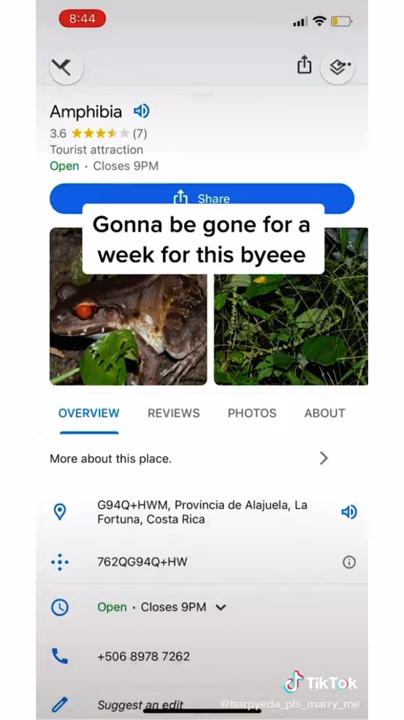 8:44
Amphibia
3.6 (7)
Tourist attraction
Open · Closes 9PM
Share
Gonna be gone for a
week for this byeee
OVERVIEW REVIEWS PHOTOS ABOUT
More about this place.
G94Q+HWM, Provincia de Alajuela, La
Fortuna, Costa Rica
762QG94Q+HW
Open · Closes 9PM
+506 8978 7262
TikTok
Suggest an edit
@harpyeda_pls_marry_me